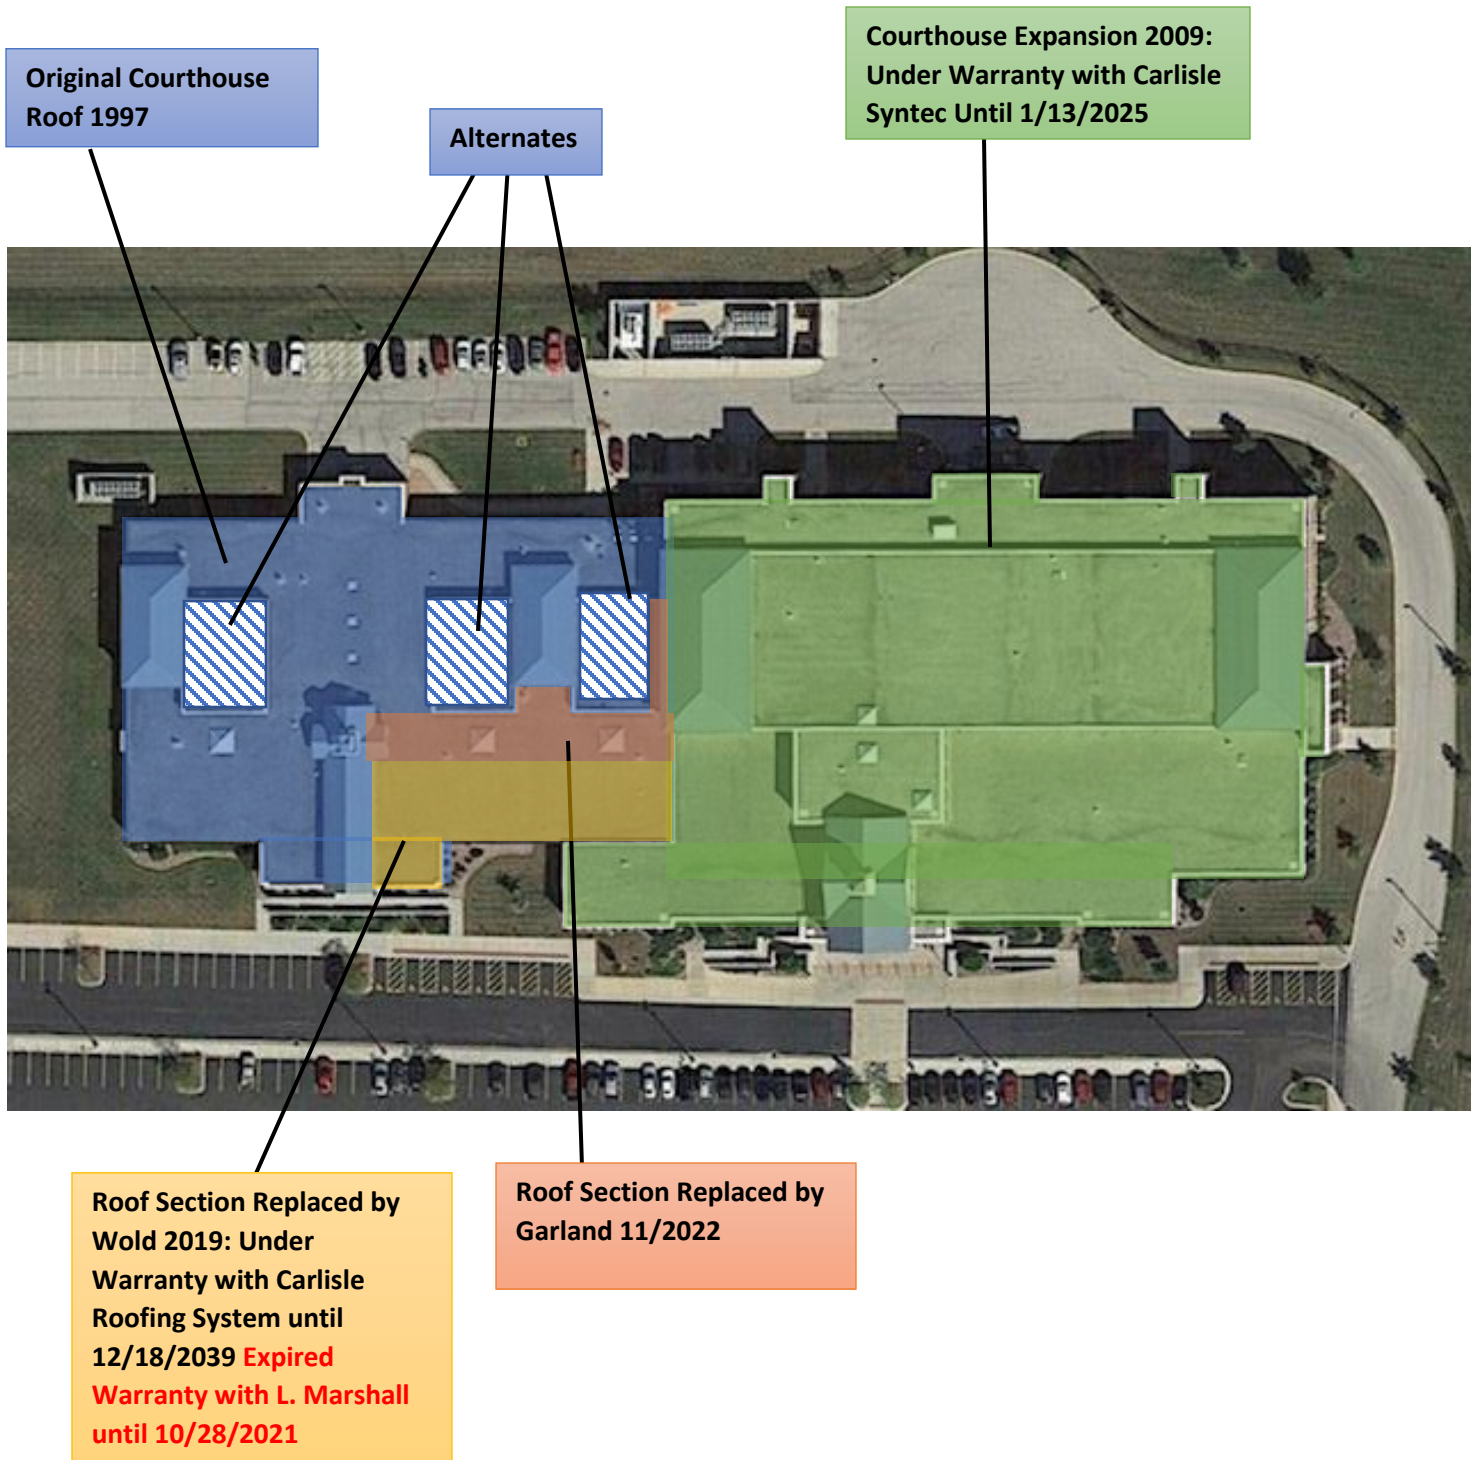 Courthouse Expansion 2009:
Under Warranty with Carlisle
Syntec Until 1/13/2025
Original Courthouse
Roof 1997
Alternates
Roof Section Replaced by
Wold 2019: Under
Warranty with Carlisle
Roofing System until
12/18/2039 Expired
Warranty with L. Marshall
until 10/28/2021
Roof Section Replaced by
Garland 11/2022